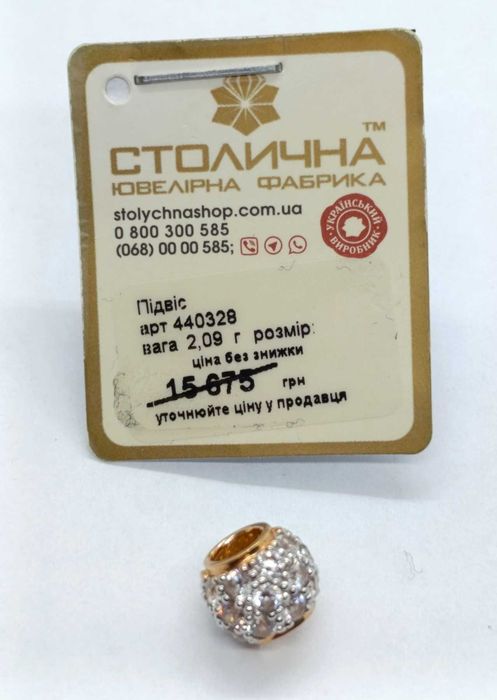 СТОЛИЧНА™
ЮВЕЛІРНА ФАБРИКА
stolychnashop.com.ua
0 800 300 585
(068) 00 00 585;
УКРАЇНСЬКИЙ ВИРОБНИК
Підвіс
арт 440328
вага 2,09 г розмір:
ціна без знижки
15 675 грн
уточнюйте ціну у продавця